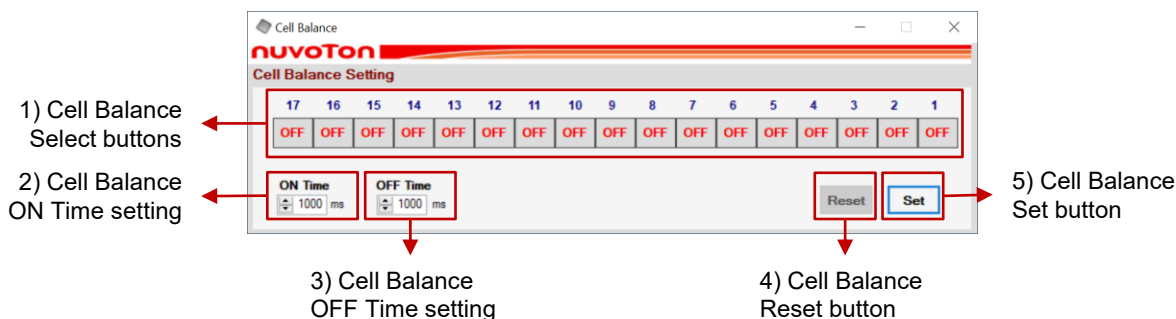 Cell Balance
nuvoTon
Cell Balance Setting
17 16 15 14 13 12 11 10 9 8 7 6 5 4 3 2 1
OFF OFF OFF OFF OFF OFF OFF OFF OFF OFF OFF OFF OFF OFF OFF OFF OFF
1) Cell Balance
Select buttons
2) Cell Balance
ON Time setting
ON Time
1000 ms
OFF Time
1000 ms
Reset
Set
5) Cell Balance
Set button
3) Cell Balance
OFF Time setting
4) Cell Balance
Reset button